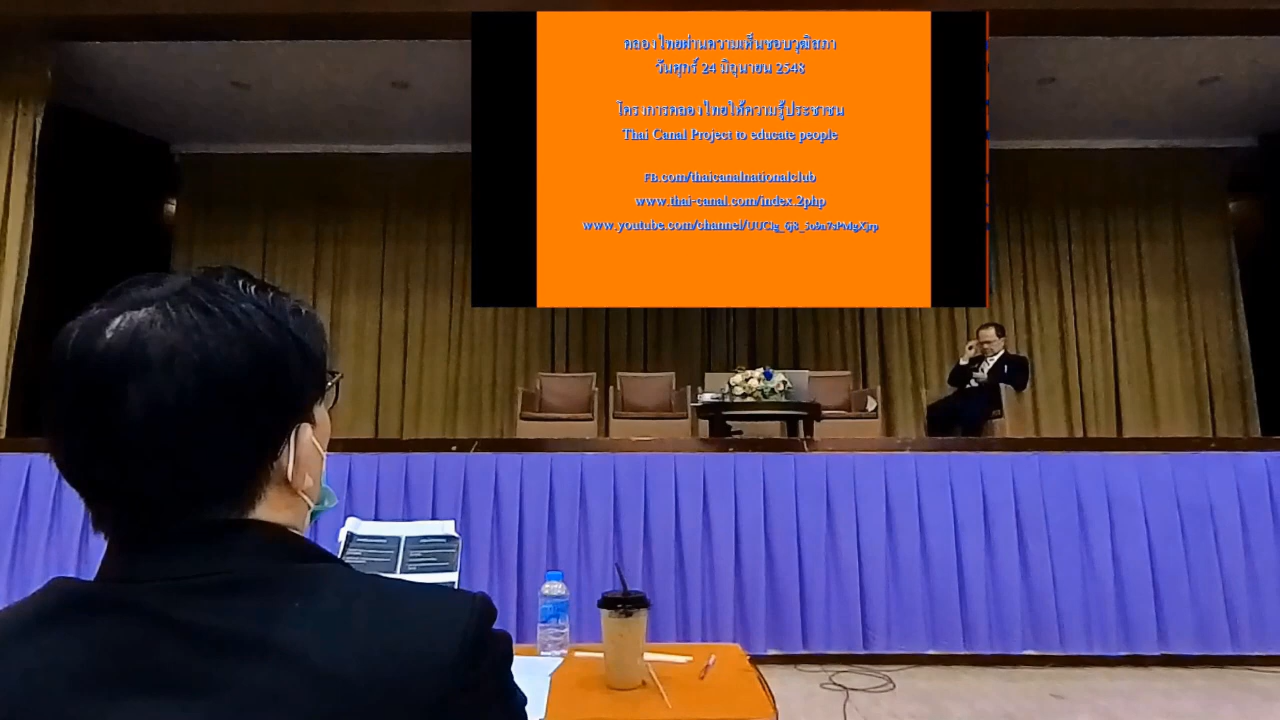 คลองไทยผ่านความเห็นชอบวุฒิสภา
วันศุกร์ 24 มิถุนายน 2548
โครงการคลองไทยให้ความรู้ประชาชน
Thai Canal Project to educate people
FB.com/thaicanalnationalclub
www.thai-canal.com/index.2php
www.youtube.com/channel/